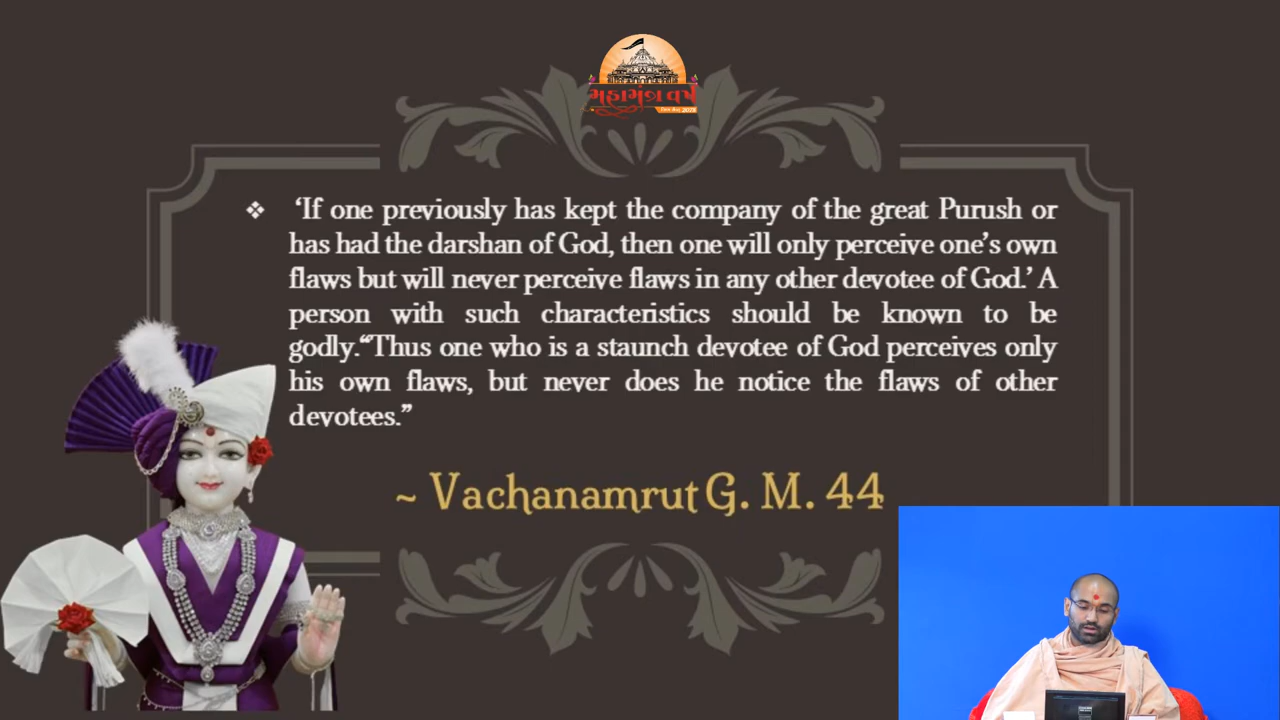 મહામંત્ર વર્ષ
❖ ‘If one previously has kept the company of the great Purush or
has had the darshan of God, then one will only perceive one’s own
flaws but will never perceive flaws in any other devotee of God.’ A
person with such characteristics should be known to be
godly.“Thus one who is a staunch devotee of God perceives only
his own flaws, but never does he notice the flaws of other
devotees.”
~ Vachanamrut G. M. 44